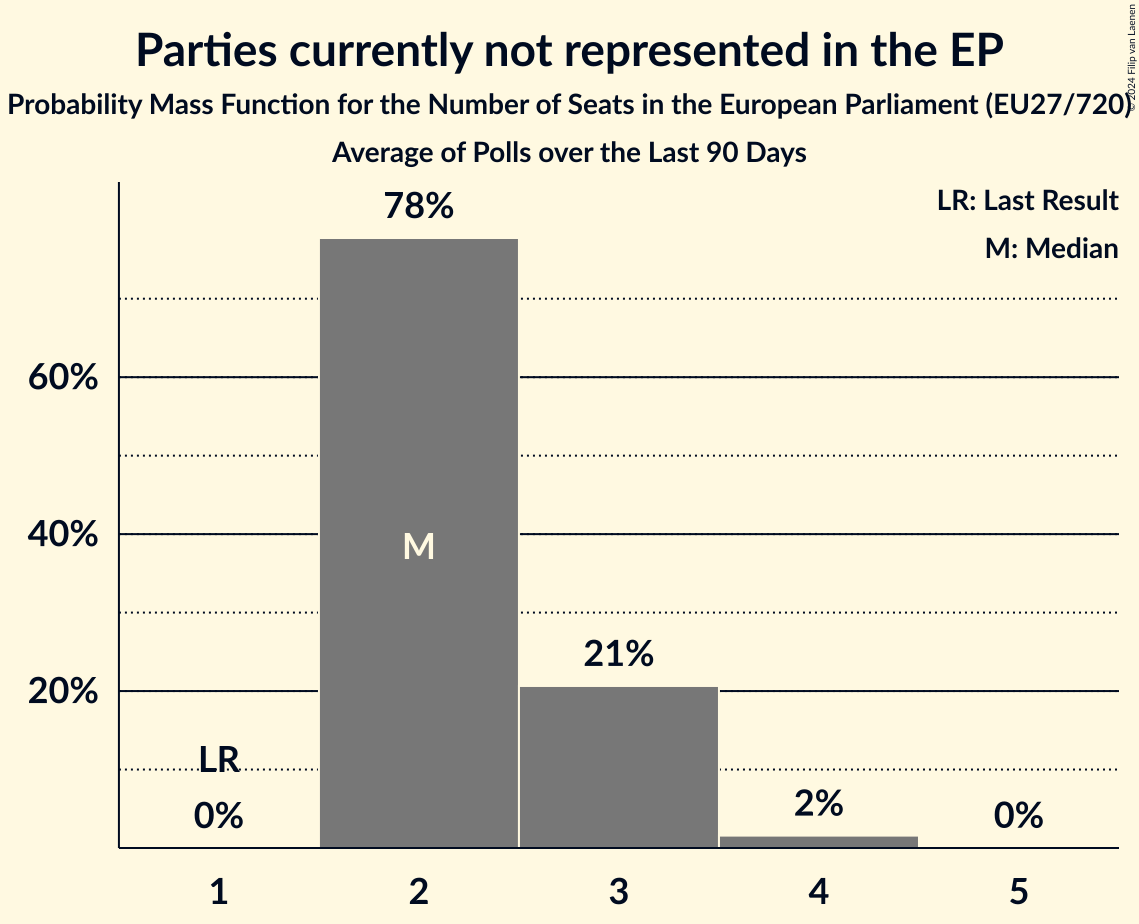 Parties currently not represented in the EP
Probability Mass Function for the Number of Seats in the European Parliament (EU27/720)
Average of Polls over the Last 90 Days
© 2024 Filip van Laenen
LR: Last Result
M: Median
78%
60%
40%
M
21%
20%
LR
0%
2%
0%
1 2 3 4 5